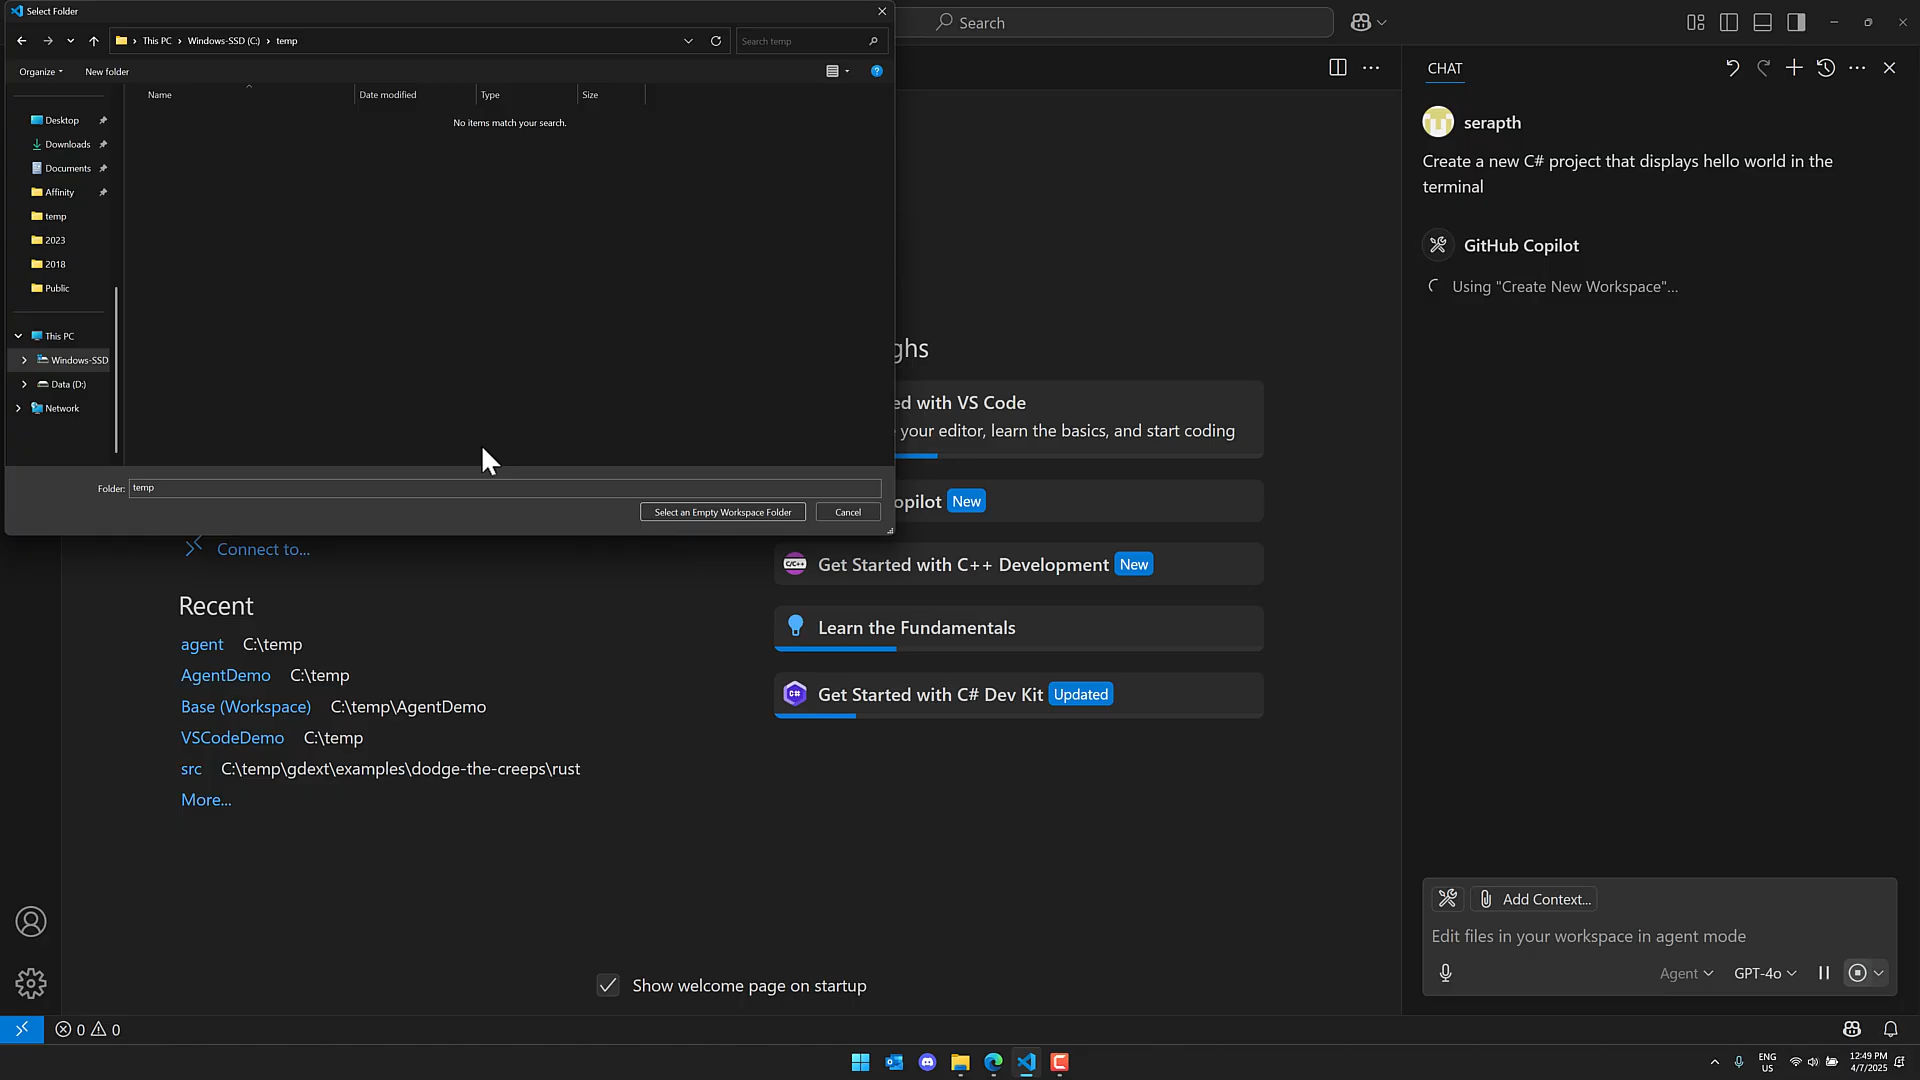 Select Folder
This PC > Windows-SSD (C:) > temp
Search temp
Organize
New folder
Name
Date modified
Type
Size
No items match your search.
Desktop
Downloads
Documents
Affinity
temp
2023
2018
Public
This PC
Windows-SSD
Data (D:)
Network
Folder:
temp
Select an Empty Workspace Folder
Cancel
Search
ghs
ed with VS Code
your editor, learn the basics, and start coding
opilot New
Get Started with C++ Development New
Learn the Fundamentals
Get Started with C# Dev Kit Updated
Connect to...
Recent
agent C:\temp
AgentDemo C:\temp
Base (Workspace) C:\temp\AgentDemo
VSCodeDemo C:\temp
src C:\temp\gdext\examples\dodge-the-creeps\rust
More...
Show welcome page on startup
CHAT
serapth
Create a new C# project that displays hello world in the
terminal
GitHub Copilot
Using "Create New Workspace"...
Add Context...
Edit files in your workspace in agent mode
Agent
GPT-4o
0
0
ENG
US
12:49 PM
4/7/2025